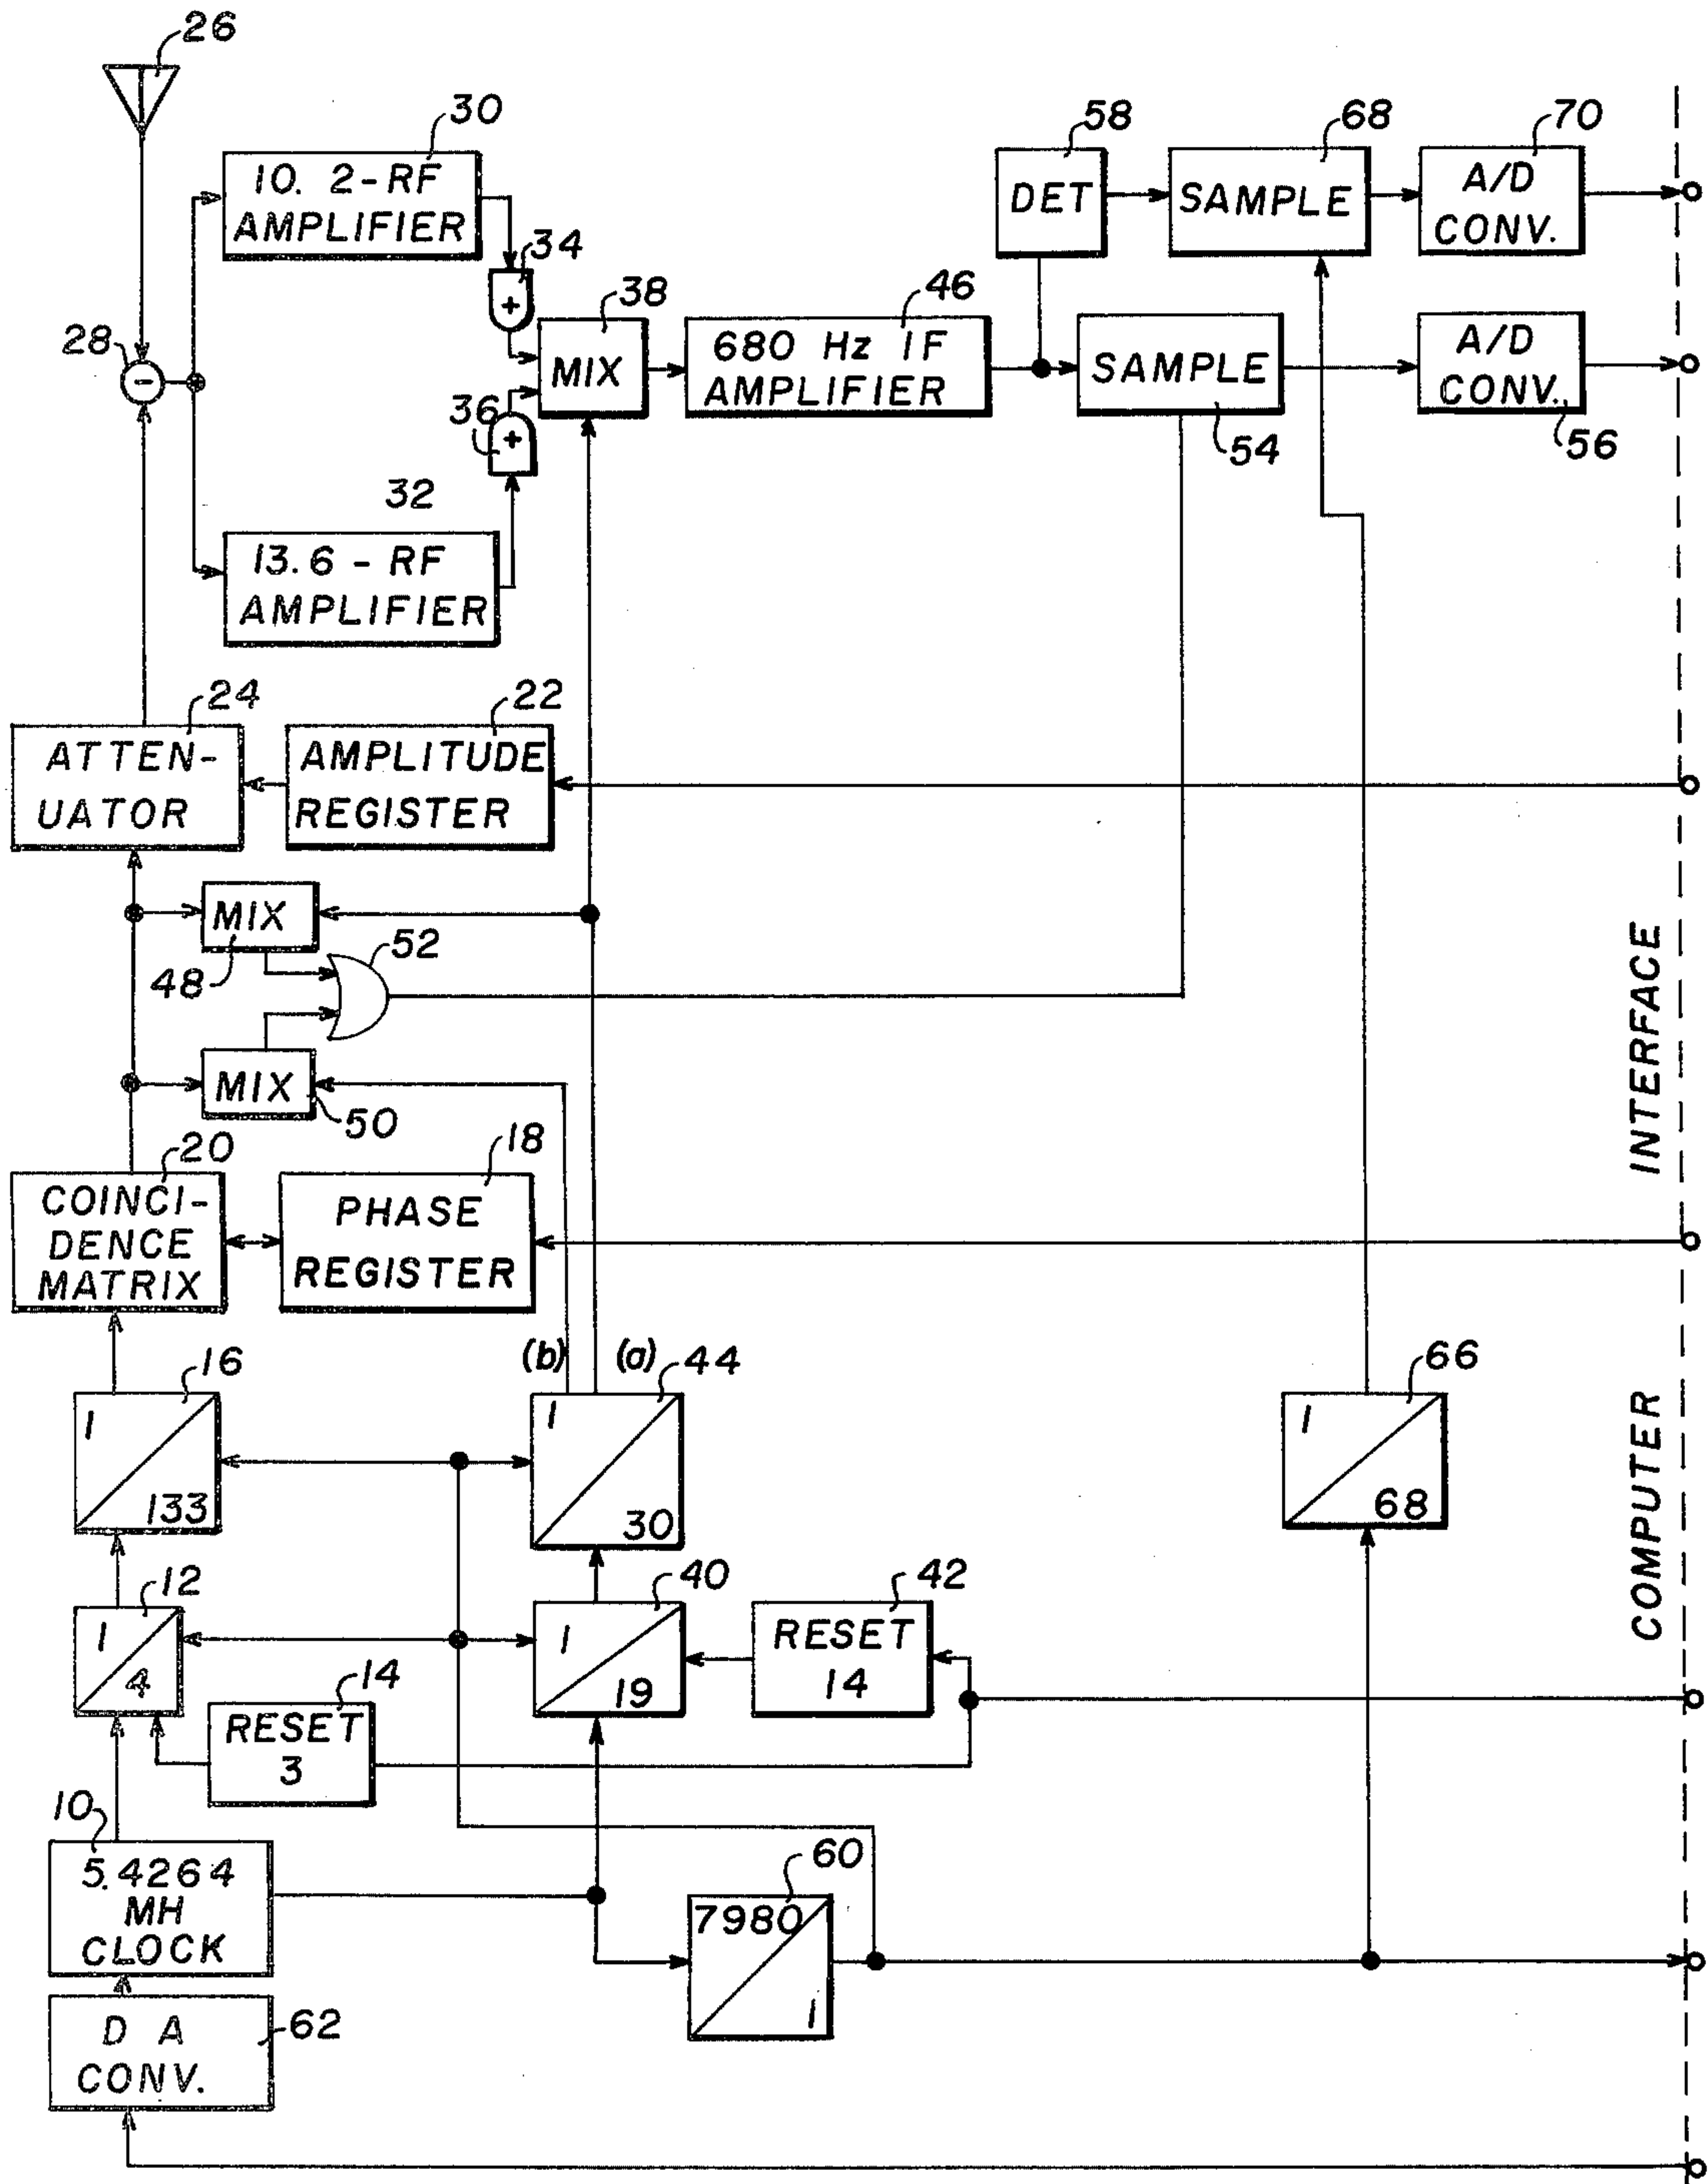 26
30
10. 2-RF
AMPLIFIER
34
28
38
MIX
36
32
13.6 - RF
AMPLIFIER
46
680 Hz IF
AMPLIFIER
58
DET
68
SAMPLE
70
A/D
CONV.
SAMPLE
54
A/D
CONV.
56
24
ATTEN-
UATOR
22
AMPLITUDE
REGISTER
MIX
48
52
MIX
50
INTERFACE
20
COINCI-
DENCE
MATRIX
18
PHASE
REGISTER
16
1
133
(b)
(a)
44
1
30
66
1
68
COMPUTER
12
1
4
14
RESET
3
40
1
19
42
RESET
14
10
5.4264
MH
CLOCK
60
7980
1
62
D A
CONV.